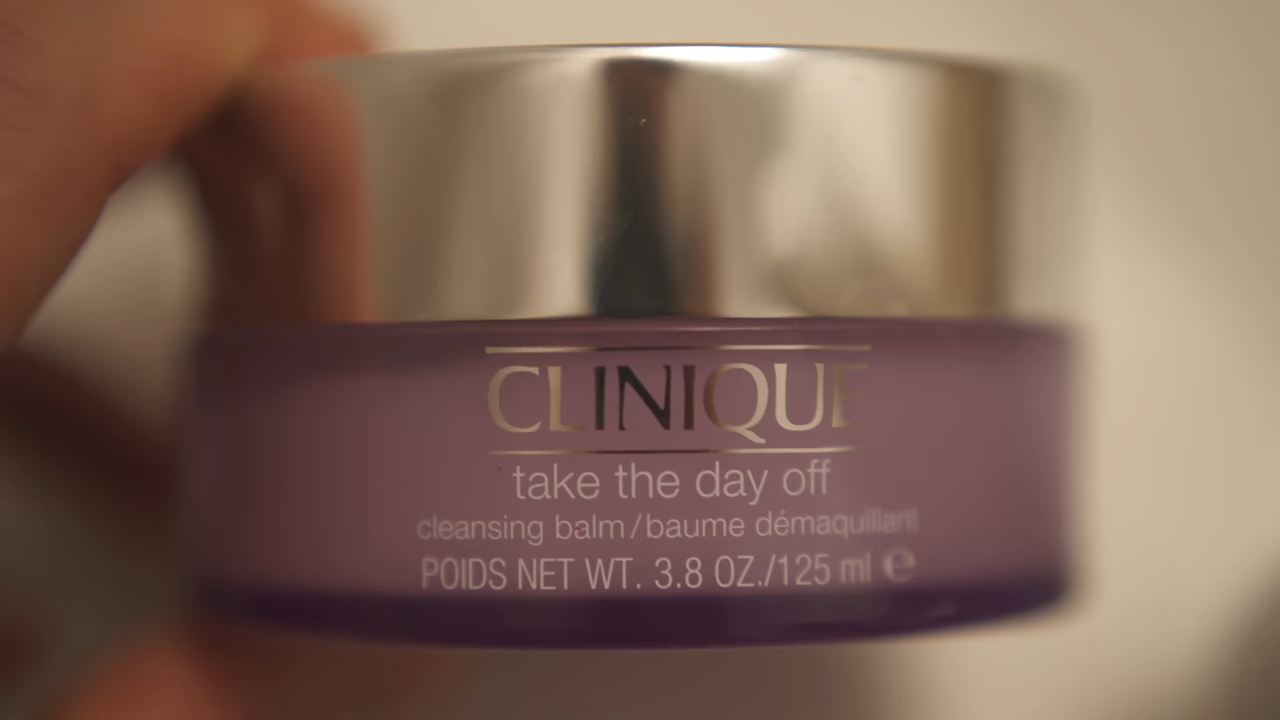 CLINIQUE
take the day off
cleansing balm/baume démaquillant
POIDS NET WT. 3.8 OZ./125 ml ℮